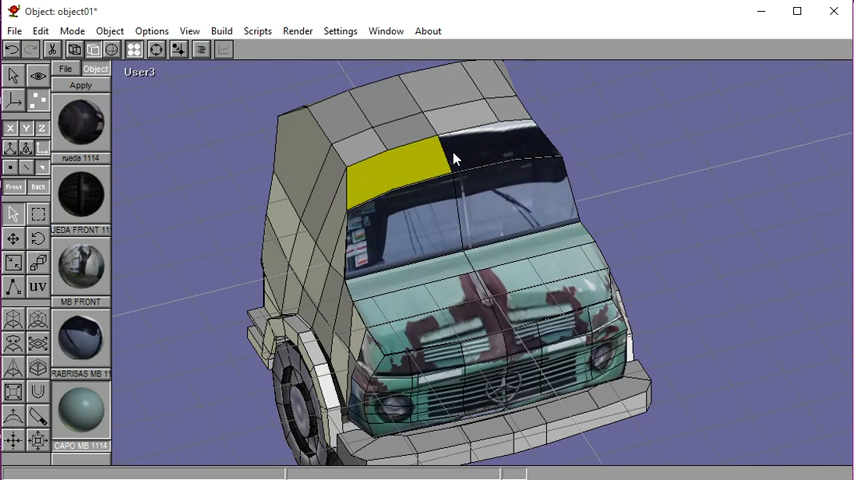 Object: object01*
File Edit Mode Object Options View Build Scripts Render Settings Window About
User3
File Object
Apply
rueda 1114
X Y Z
Front Back
UEDA FRONT 11
uv
MB FRONT
RABRISAS MB 11
CAPO MB 1114